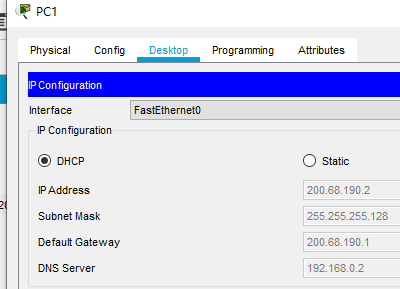 PC1
Physical Config Desktop Programming Attributes
IP Configuration
Interface FastEthernet0
IP Configuration
DHCP Static
IP Address 200.68.190.2
Subnet Mask 255.255.255.128
Default Gateway 200.68.190.1
DNS Server 192.168.0.2